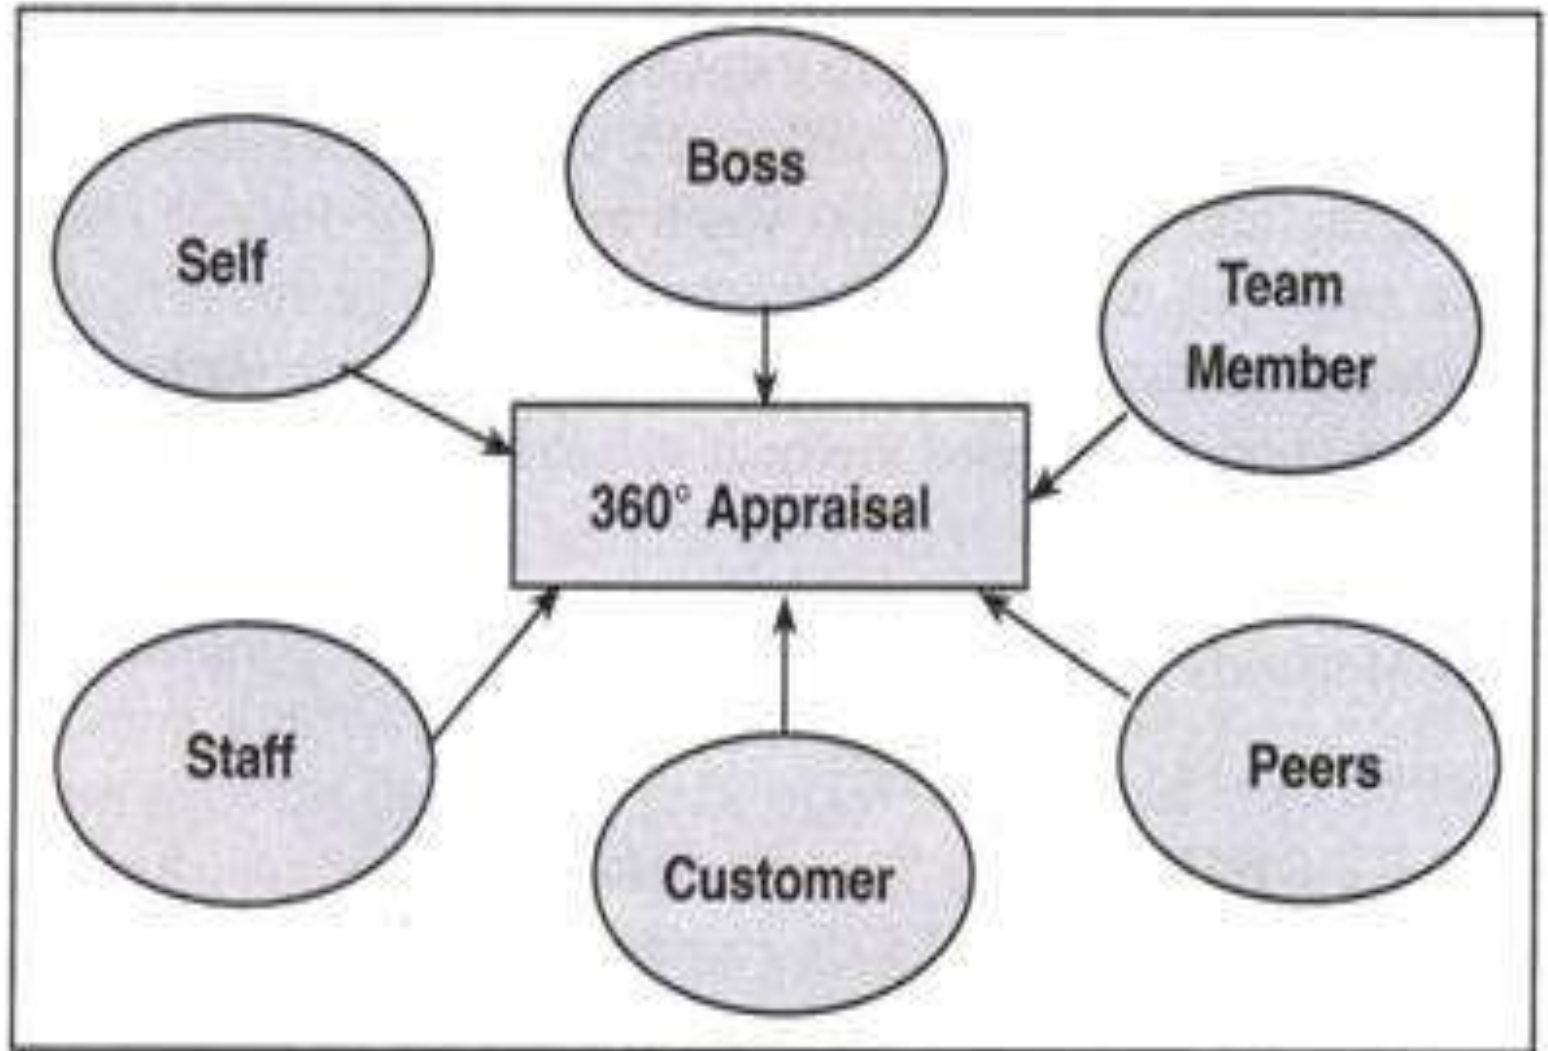 Boss
Self
Team
Member
360° Appraisal
Staff
Peers
Customer